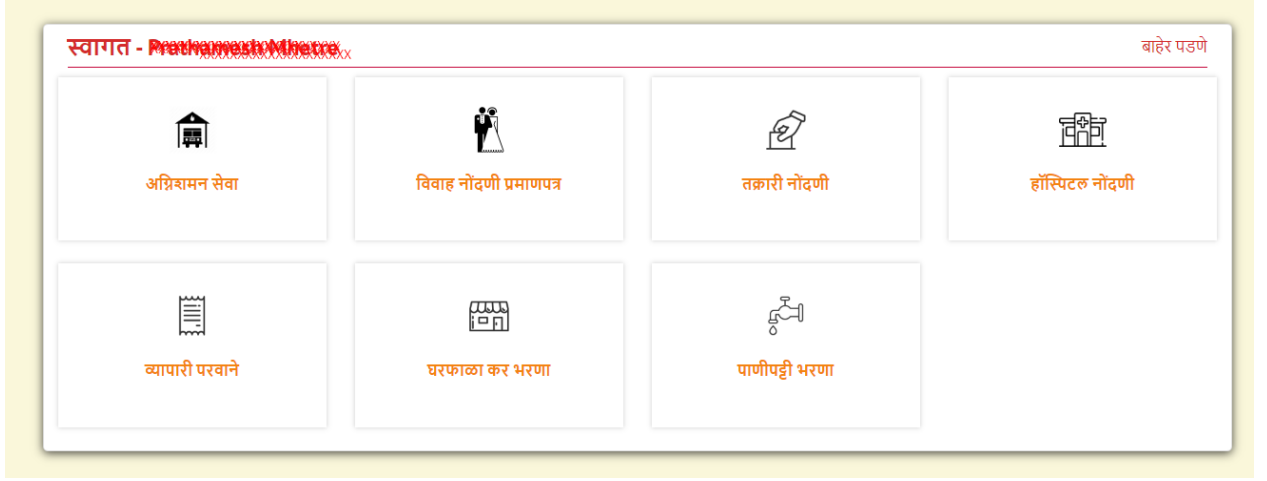 स्वागत -
बाहेर पडणे
अग्निशमन सेवा
विवाह नोंदणी प्रमाणपत्र
तक्रारी नोंदणी
हॉस्पिटल नोंदणी
व्यापारी परवाने
घरफाळा कर भरणा
पाणीपट्टी भरणा